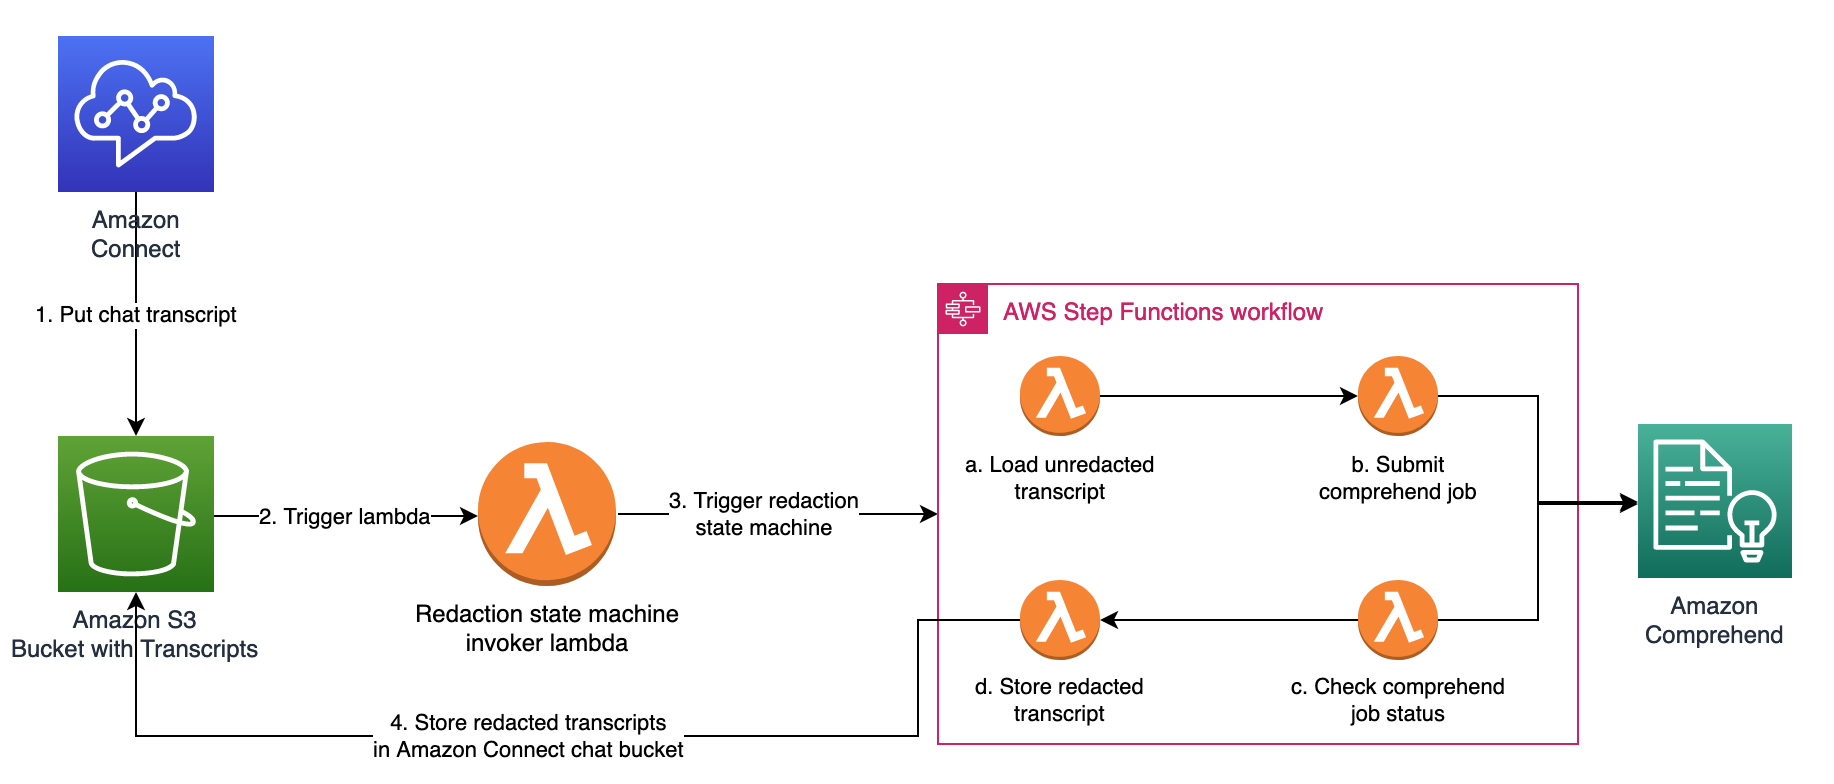 Amazon
Connect
1. Put chat transcript
AWS Step Functions workflow
a. Load unredacted
transcript
b. Submit
comprehend job
2. Trigger lambda
3. Trigger redaction
state machine
Redaction state machine
invoker lambda
Amazon S3
Bucket with Transcripts
Amazon
Comprehend
d. Store redacted
transcript
c. Check comprehend
job status
4. Store redacted transcripts
in Amazon Connect chat bucket